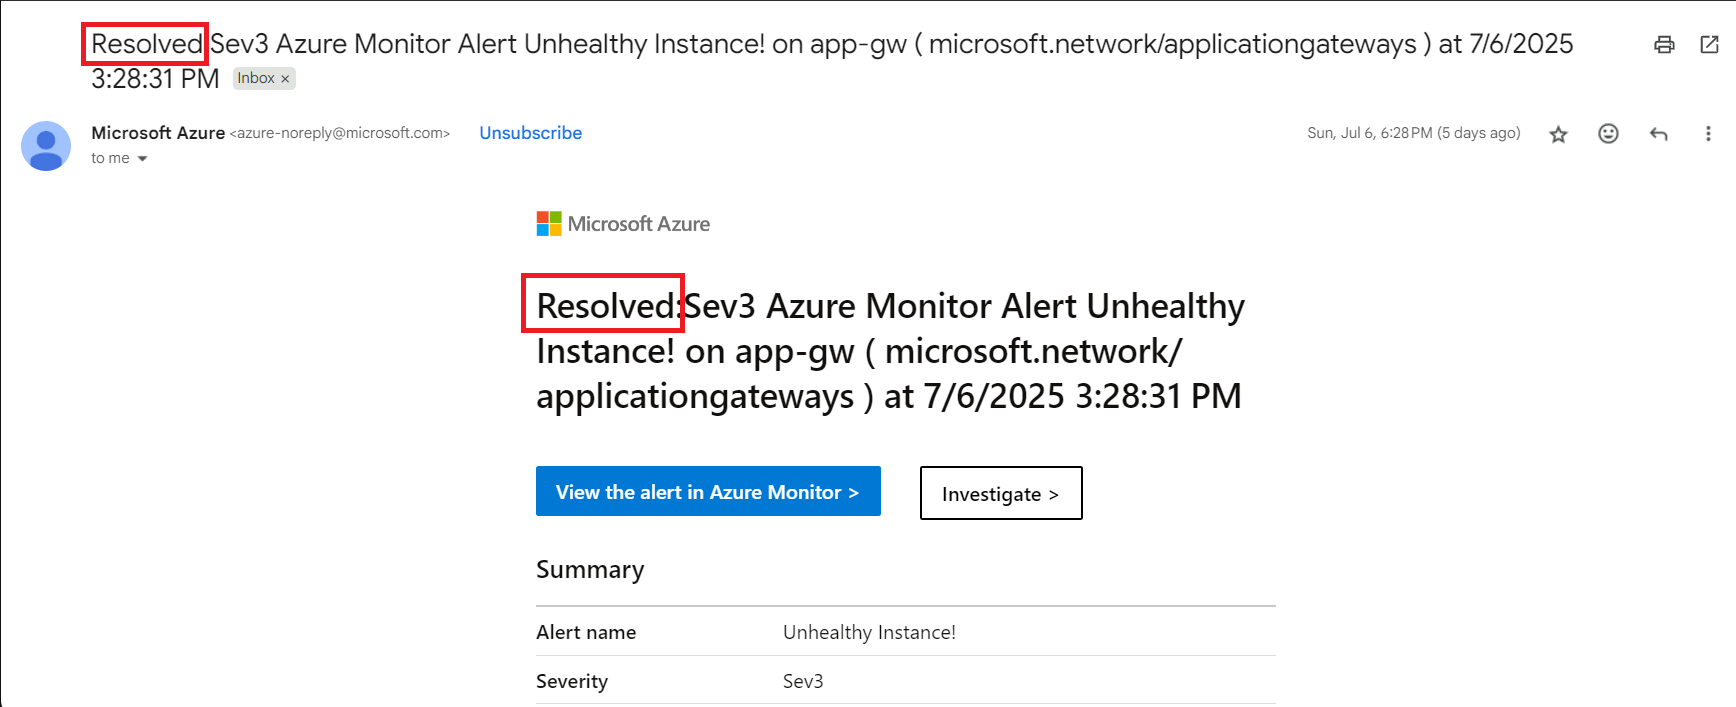 Resolved:Sev3 Azure Monitor Alert Unhealthy Instance! on app-gw ( microsoft.network/applicationgateways ) at 7/6/2025
3:28:31 PM Inbox ×
Microsoft Azure <azure-noreply@microsoft.com> Unsubscribe Sun, Jul 6, 6:28 PM (5 days ago)
to me
Microsoft Azure
Resolved:Sev3 Azure Monitor Alert Unhealthy
Instance! on app-gw ( microsoft.network/
applicationgateways ) at 7/6/2025 3:28:31 PM
View the alert in Azure Monitor > Investigate >
Summary
Alert name Unhealthy Instance!
Severity Sev3